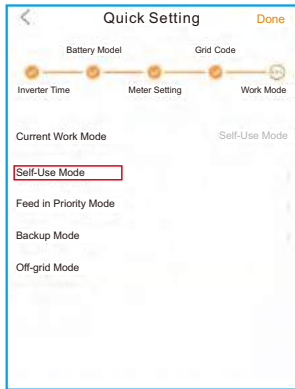 Quick Setting Done
Battery Model Grid Code
Inverter Time Meter Setting Work Mode
Current Work Mode Self-Use Mode
Self-Use Mode
Feed in Priority Mode
Backup Mode
Off-grid Mode